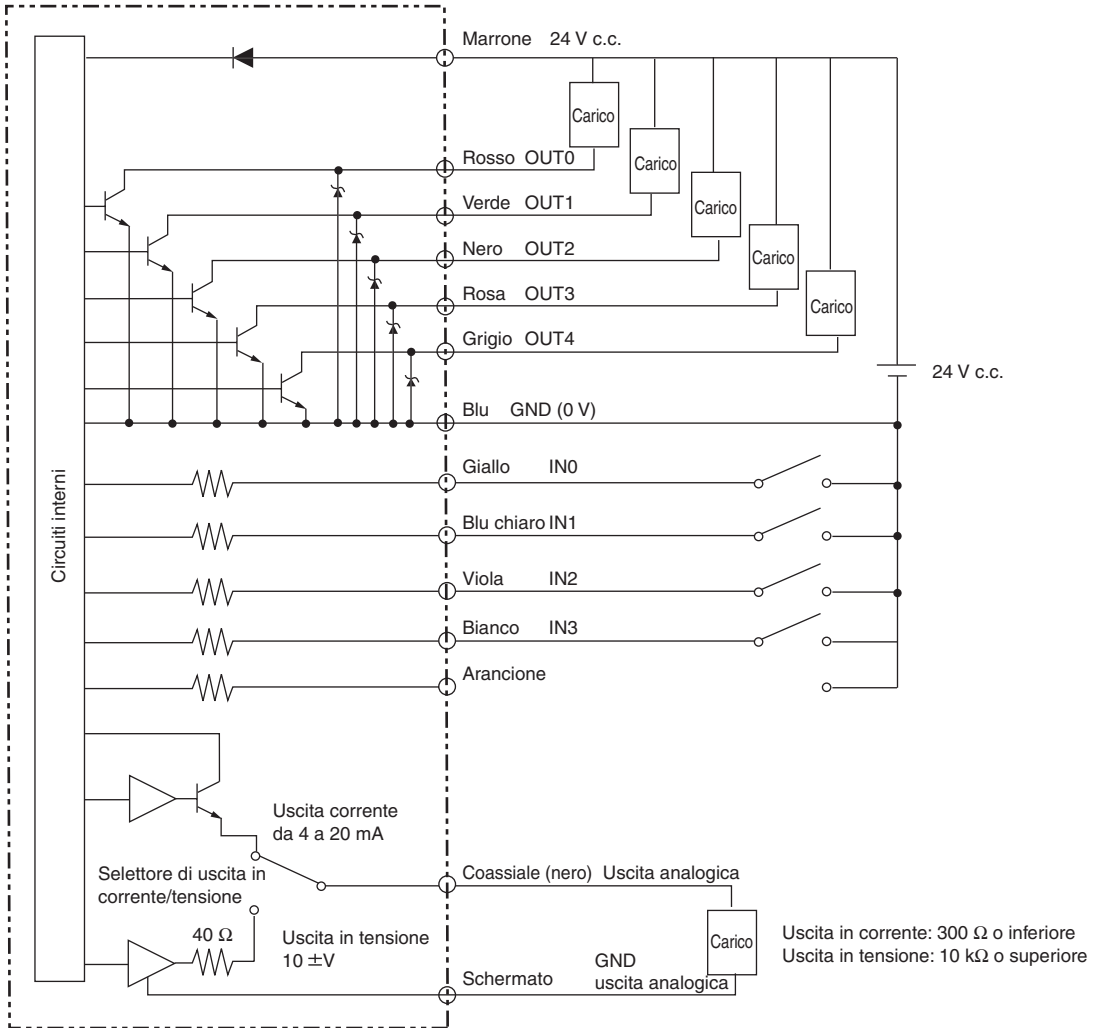 Marrone 24 V c.c.
Carico
Rosso OUT0
Carico
Verde OUT1
Carico
Nero OUT2
Carico
Rosa OUT3
Carico
Grigio OUT4
24 V c.c.
Blu GND (0 V)
Circuiti interni
Giallo IN0
Blu chiaro IN1
Viola IN2
Bianco IN3
Arancione
Uscita corrente
da 4 a 20 mA
Selettore di uscita in
corrente/tensione
Coassiale (nero) Uscita analogica
40 Ω
Uscita in tensione
10 ±V
Carico
Uscita in corrente: 300 Ω o inferiore
Uscita in tensione: 10 kΩ o superiore
Schermato
GND
uscita analogica